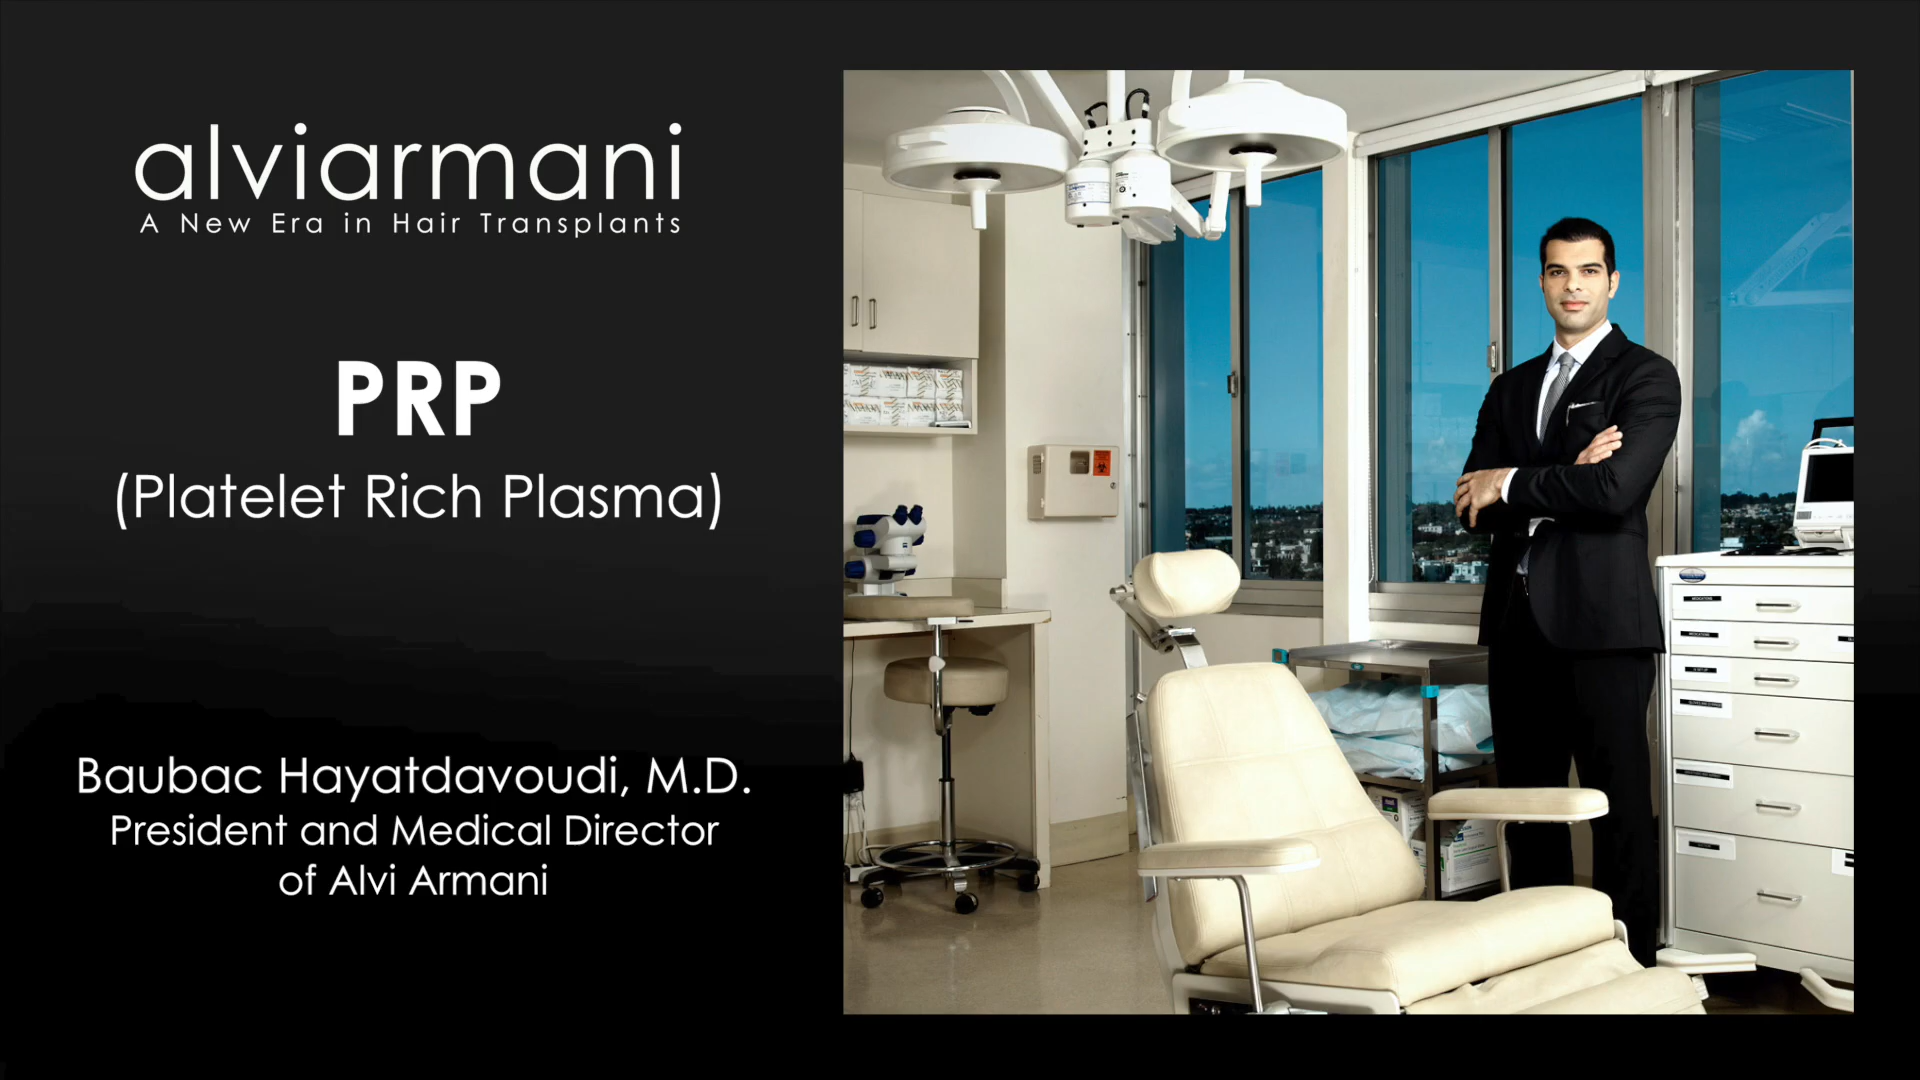 alviarmani
A New Era in Hair Transplants
PRP
(Platelet Rich Plasma)
Baubac Hayatdavoudi, M.D.
President and Medical Director
of Alvi Armani